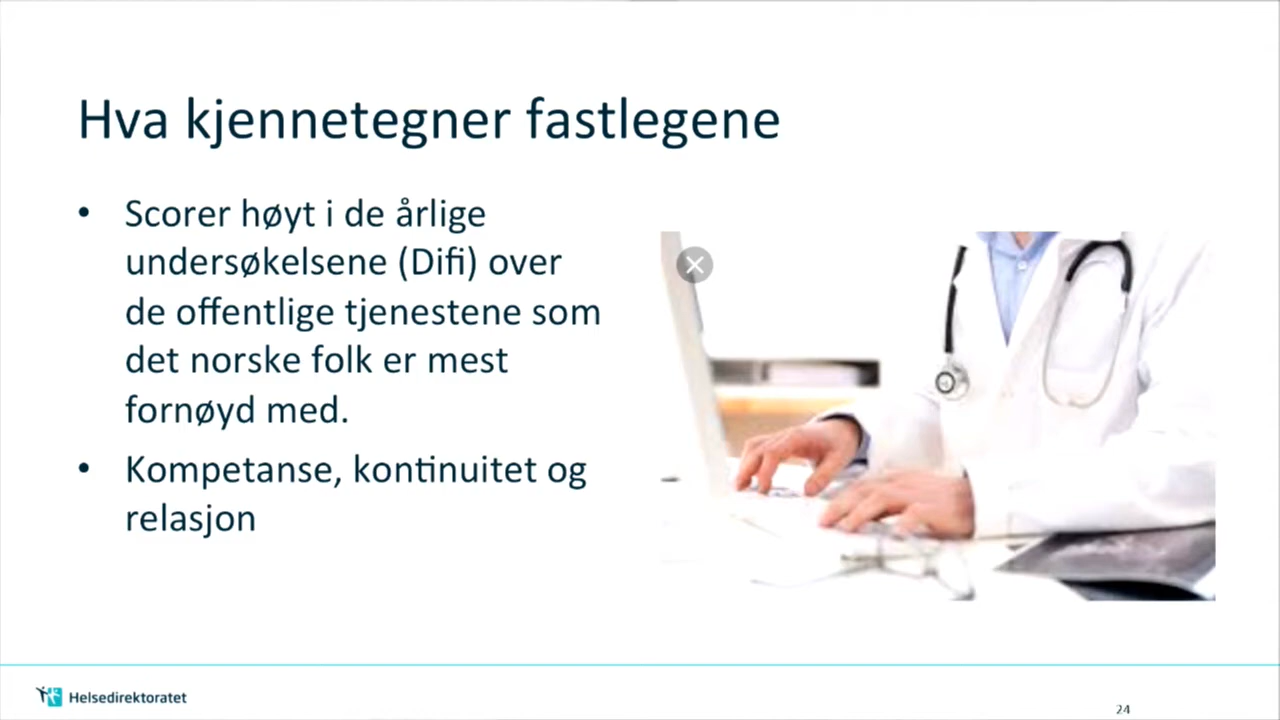 Hva kjennetegner fastlegene
• Scorer høyt i de årlige
undersøkelsene (Difi) over
de offentlige tjenestene som
det norske folk er mest
fornøyd med.
• Kompetanse, kontinuitet og
relasjon
Helsedirektoratet
24